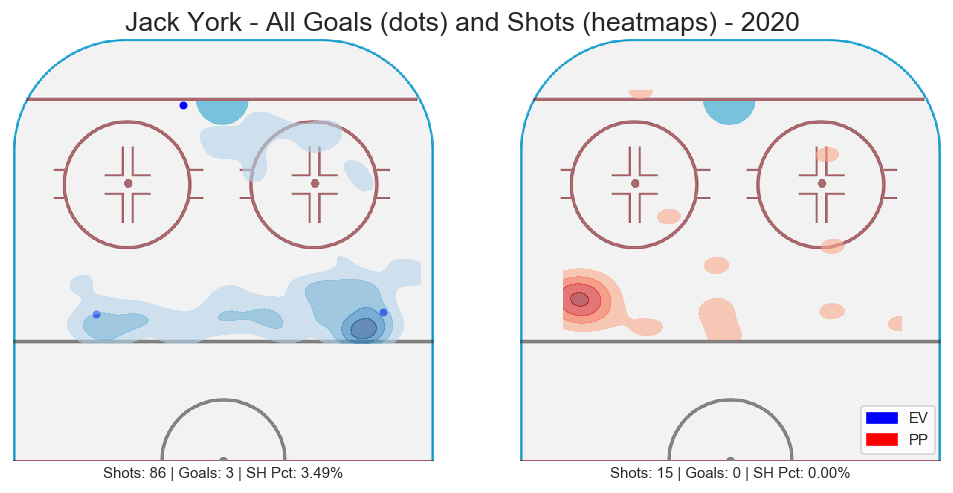 Jack York - All Goals (dots) and Shots (heatmaps) - 2020
EV
PP
Shots: 86 | Goals: 3 | SH Pct: 3.49%
Shots: 15 | Goals: 0 | SH Pct: 0.00%